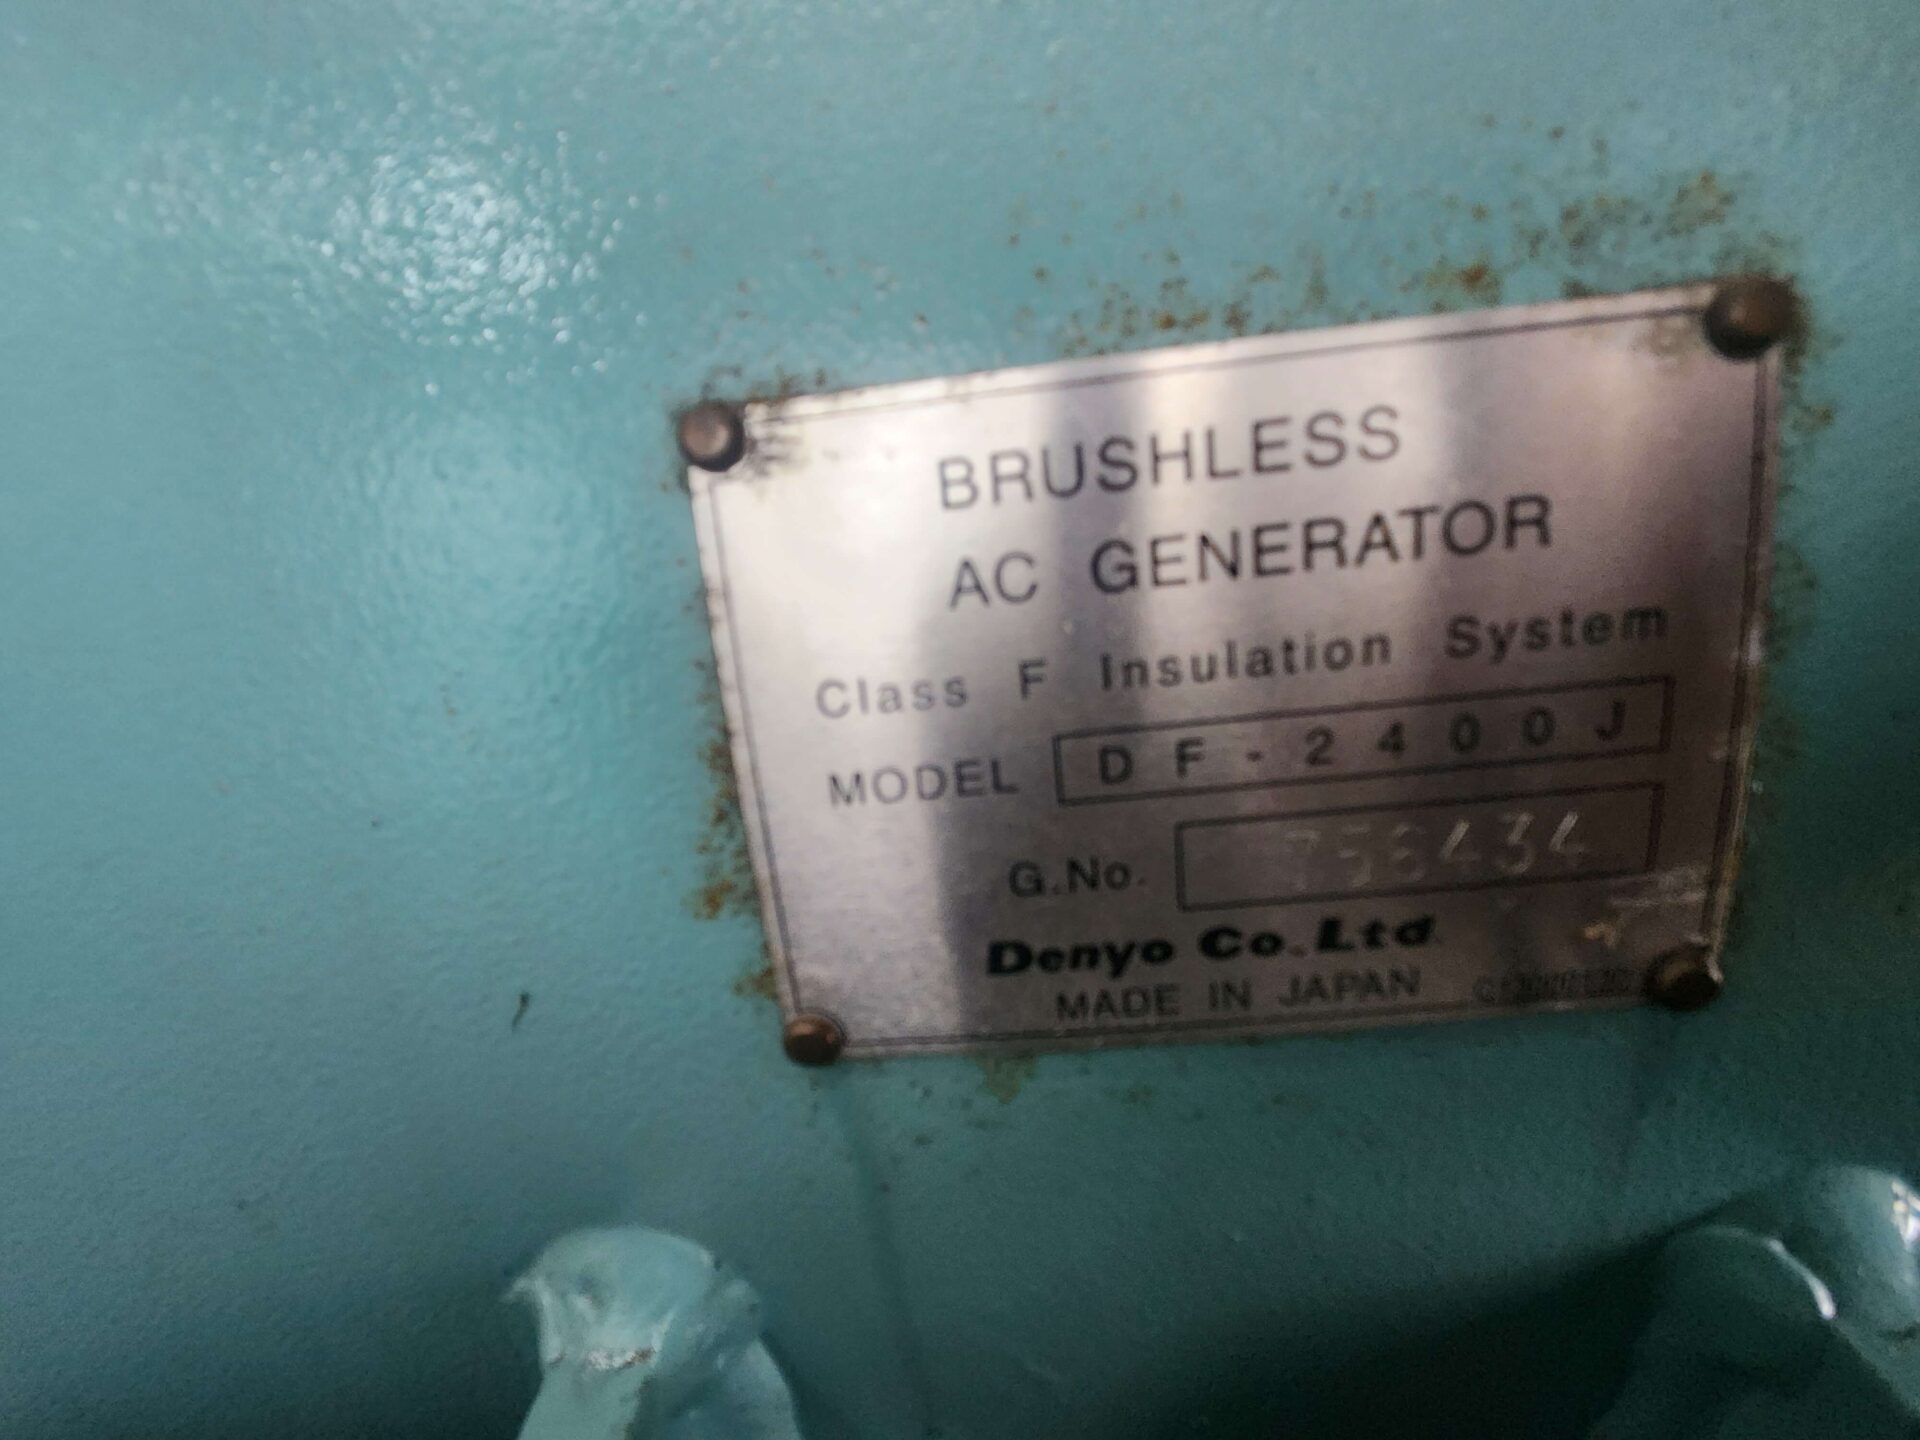 BRUSHLESS
AC GENERATOR
Class F Insulation System
MODEL DF-2400J
G.No.
Denyo Co.Ltd.
MADE IN JAPAN